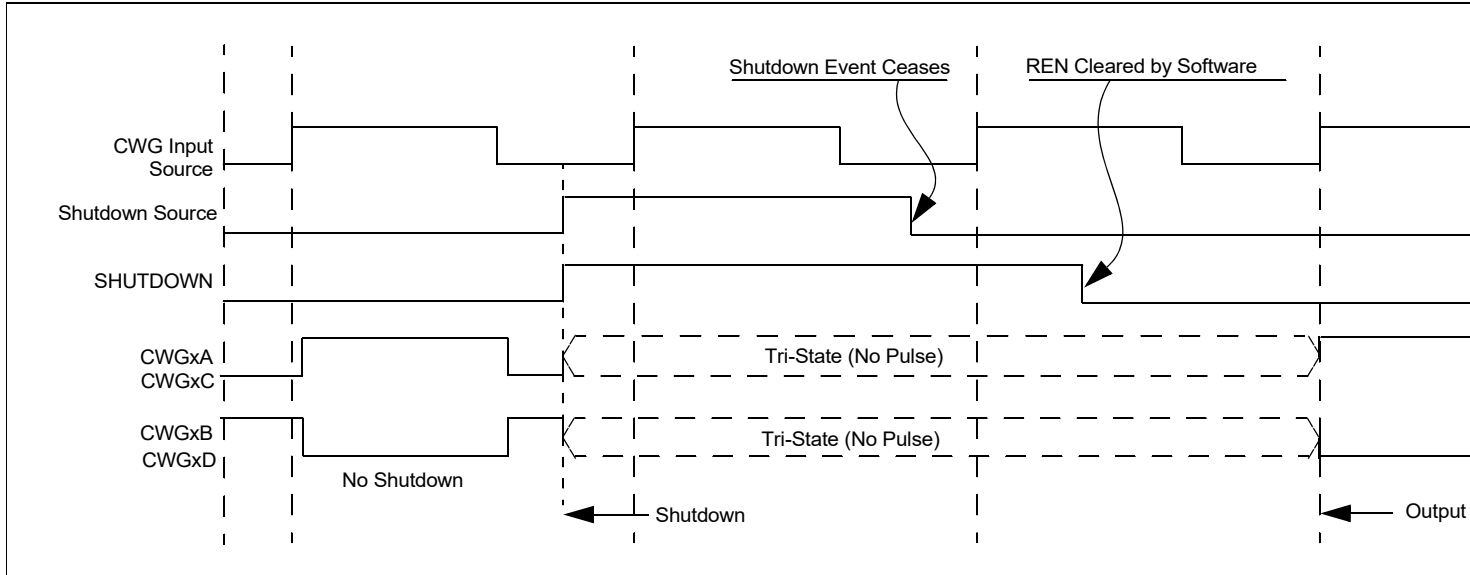 Shutdown Event Ceases
REN Cleared by Software
CWG Input
Source
Shutdown Source
SHUTDOWN
CWGxA
CWGxC
Tri-State (No Pulse)
CWGxB
CWGxD
Tri-State (No Pulse)
No Shutdown
Shutdown
Output